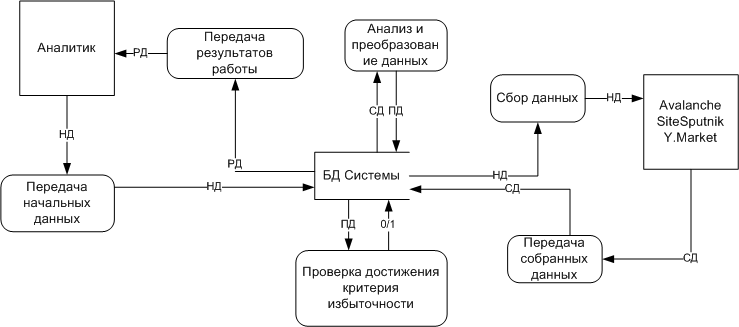 Аналитик
РД
Передача
результатов
работы
Анализ и
преобразован
ие данных
Сбор данных
НД
Avalanche
SiteSputnik
Y.Market
НД
СД
ПД
РД
Передача
начальных
данных
НД
БД Системы
НД
СД
ПД
0/1
Передача
собранных
данных
СД
Проверка достижения
критерия
избыточности